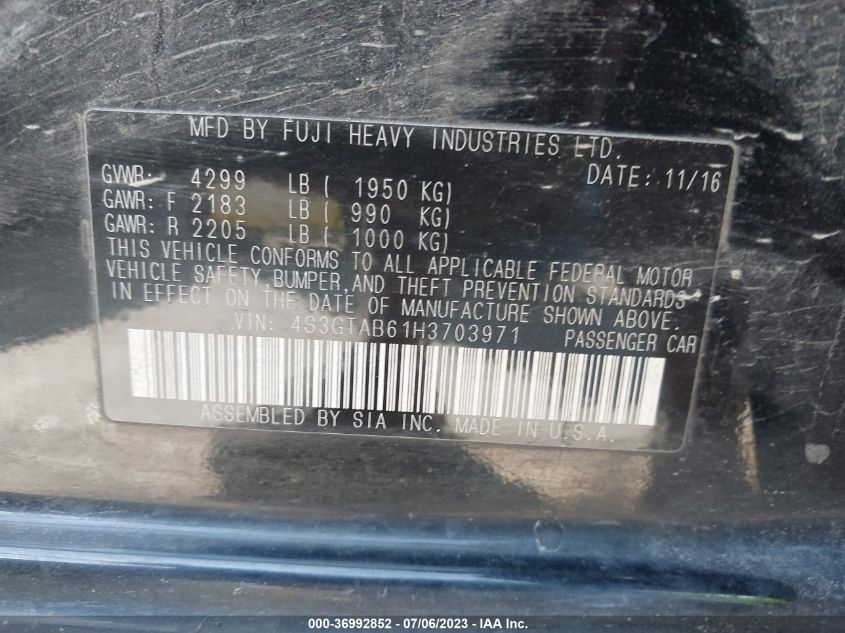 MFD BY FUJI HEAVY INDUSTRIES LTD.
DATE: 11/16
GVWR: 4299 LB ( 1950 KG)
GAWR: F 2183 LB ( 990 KG)
GAWR: R 2205 LB ( 1000 KG)
THIS VEHICLE CONFORMS TO ALL APPLICABLE FEDERAL MOTOR
VEHICLE SAFETY,BUMPER,AND THEFT PREVENTION STANDARDS
IN EFFECT ON THE DATE OF MANUFACTURE SHOWN ABOVE.
VIN: 4S3GTAB61H3703971 PASSENGER CAR
ASSEMBLED BY SIA INC. MADE IN U.S.A.
000-36992852 - 07/06/2023 - IAA Inc.